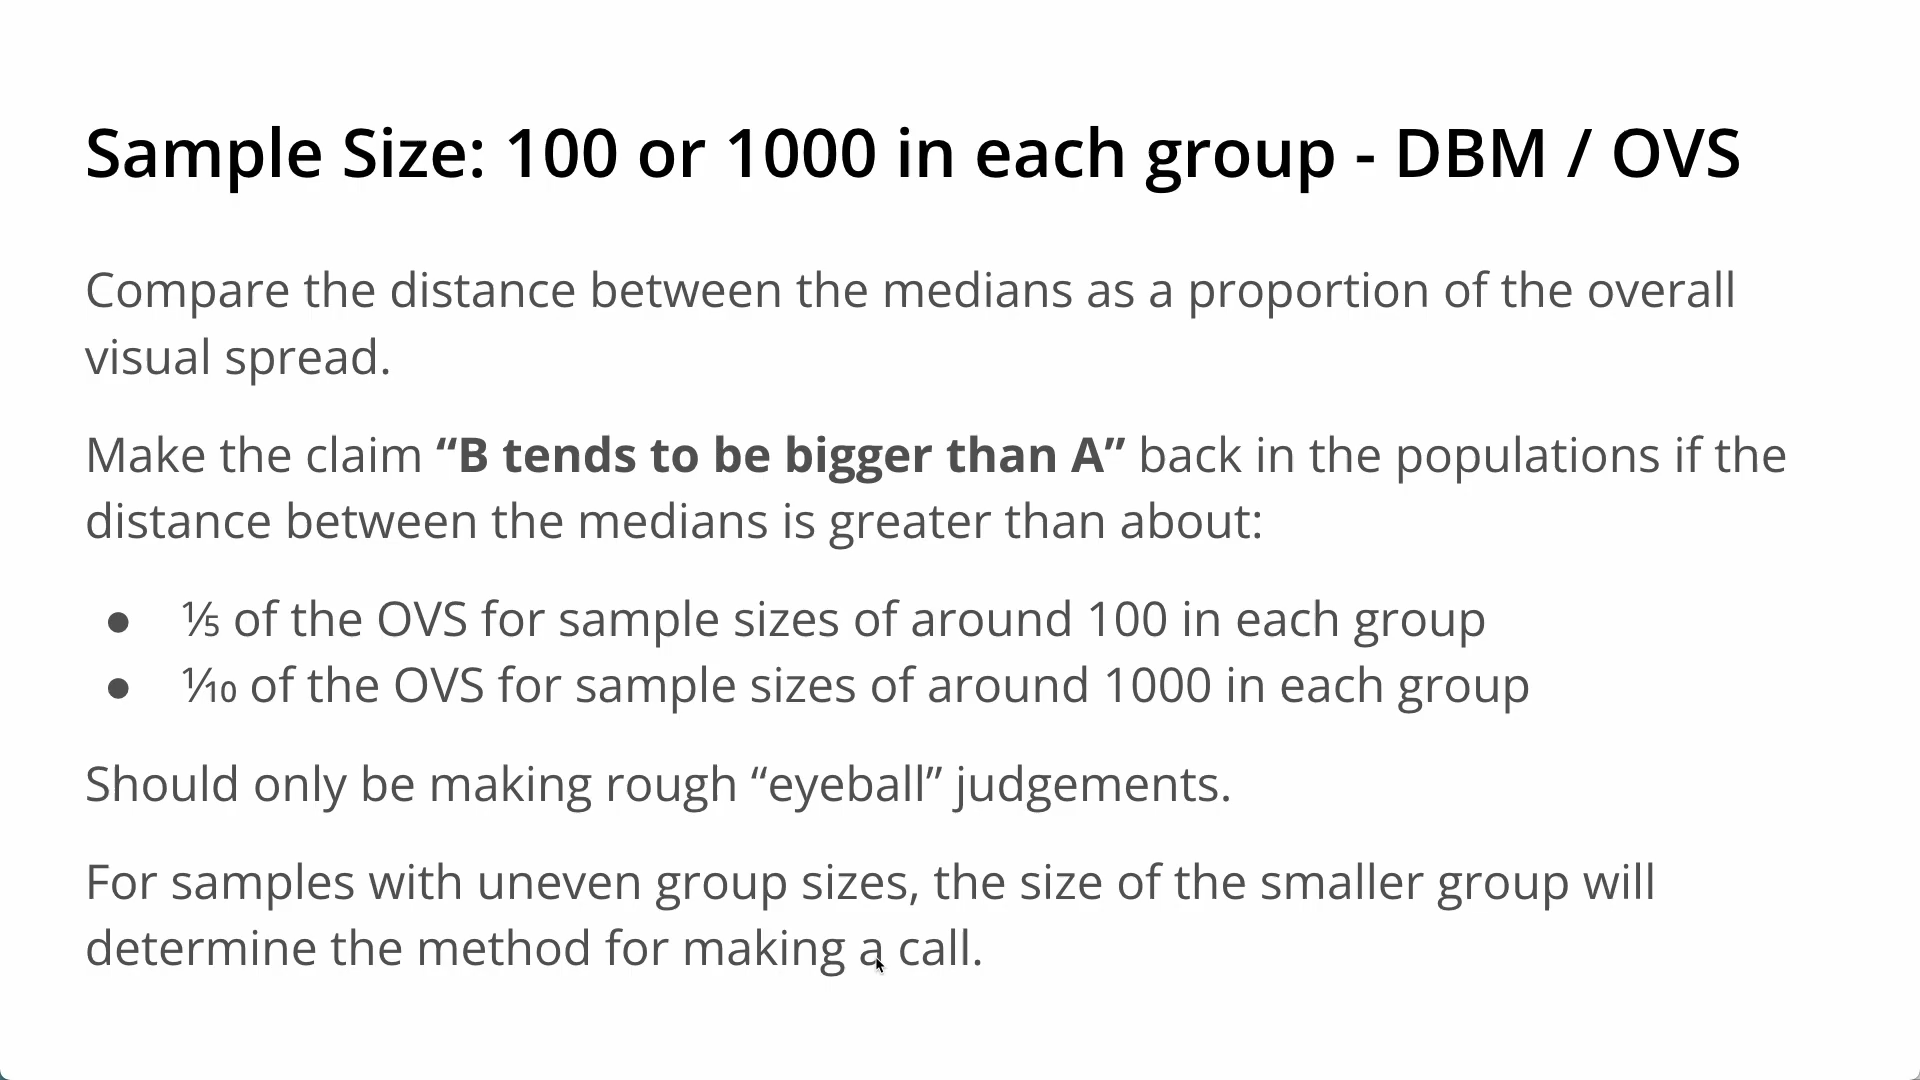 Sample Size: 100 or 1000 in each group - DBM / OVS
Compare the distance between the medians as a proportion of the overall
visual spread.
Make the claim “B tends to be bigger than A” back in the populations if the
distance between the medians is greater than about:
● ⅕ of the OVS for sample sizes of around 100 in each group
● ⅒ of the OVS for sample sizes of around 1000 in each group
Should only be making rough “eyeball” judgements.
For samples with uneven group sizes, the size of the smaller group will
determine the method for making a call.